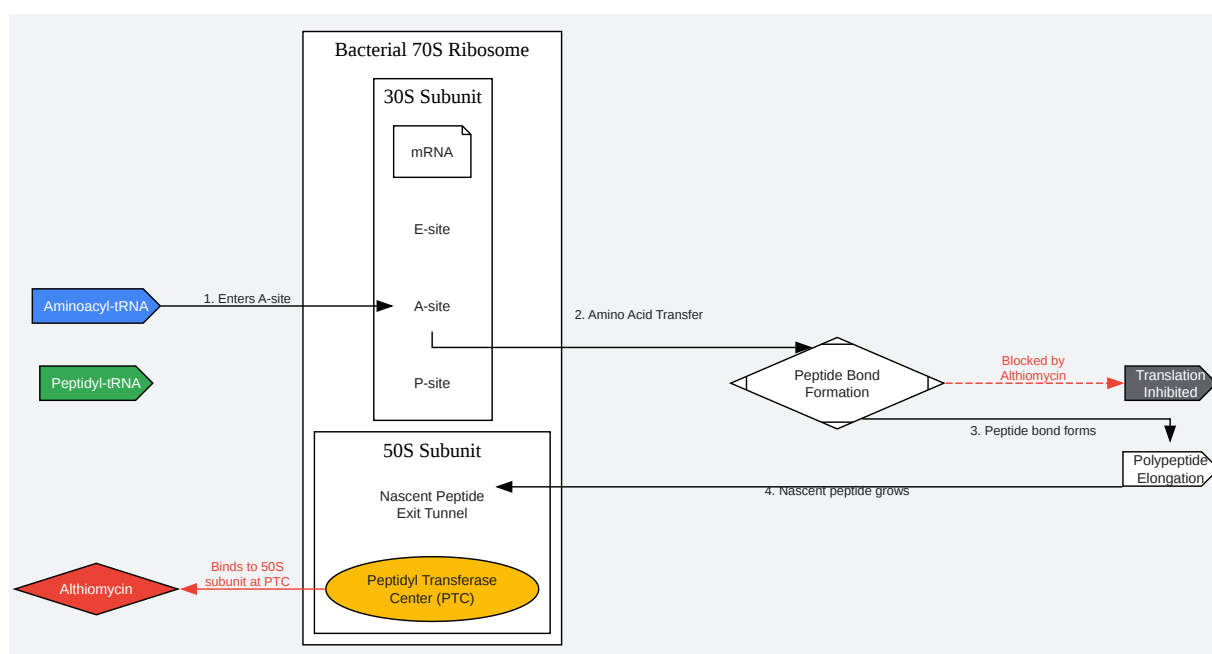 Bacterial 70S Ribosome
30S Subunit
mRNA
E-site
Aminoacyl-tRNA
1. Enters A-site
A-site
2. Amino Acid Transfer
Peptidyl-tRNA
P-site
Peptide Bond
Formation
Blocked by
Althiomycin
Translation
Inhibited
3. Peptide bond forms
50S Subunit
Polypeptide
Elongation
4. Nascent peptide grows
Nascent Peptide
Exit Tunnel
Althiomycin
Binds to 50S
subunit at PTC
Peptidyl Transferase
Center (PTC)